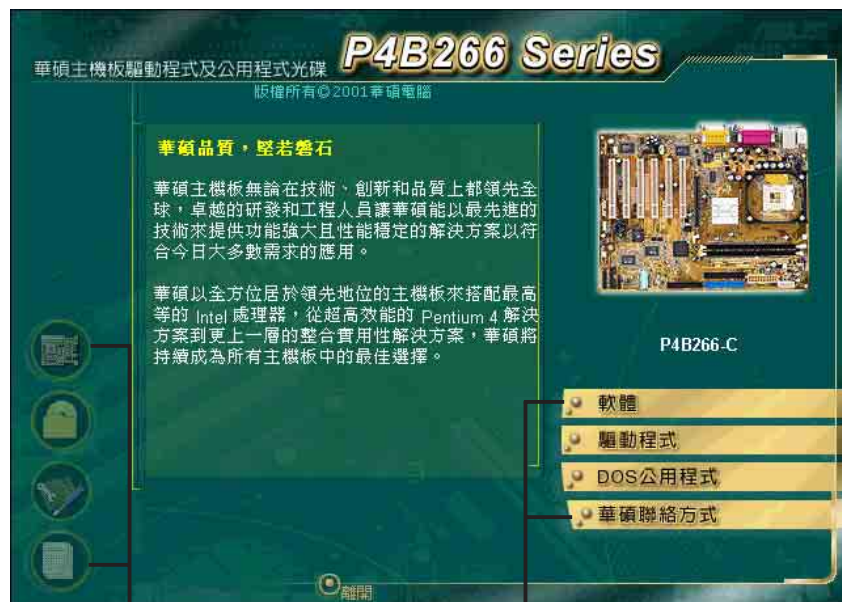 華碩主機板驅動程式及公用程式光碟 P4B266 Series
版權所有©2001華碩電腦
華碩品質，堅若磐石
華碩主機板無論在技術、創新和品質上都領先全
球，卓越的研發和工程人員讓華碩能以最先進的
技術來提供功能強大且性能穩定的解決方案以符
合今日大多數需求的應用。
華碩以全方位居於領先地位的主機板來搭配最高
等的 Intel 處理器，從超高效能的 Pentium 4 解決
方案到更上一層的整合實用性解決方案，華碩將
持續成為所有主機板中的最佳選擇。
P4B266-C
軟體
驅動程式
DOS公用程式
華碩聯絡方式
離開